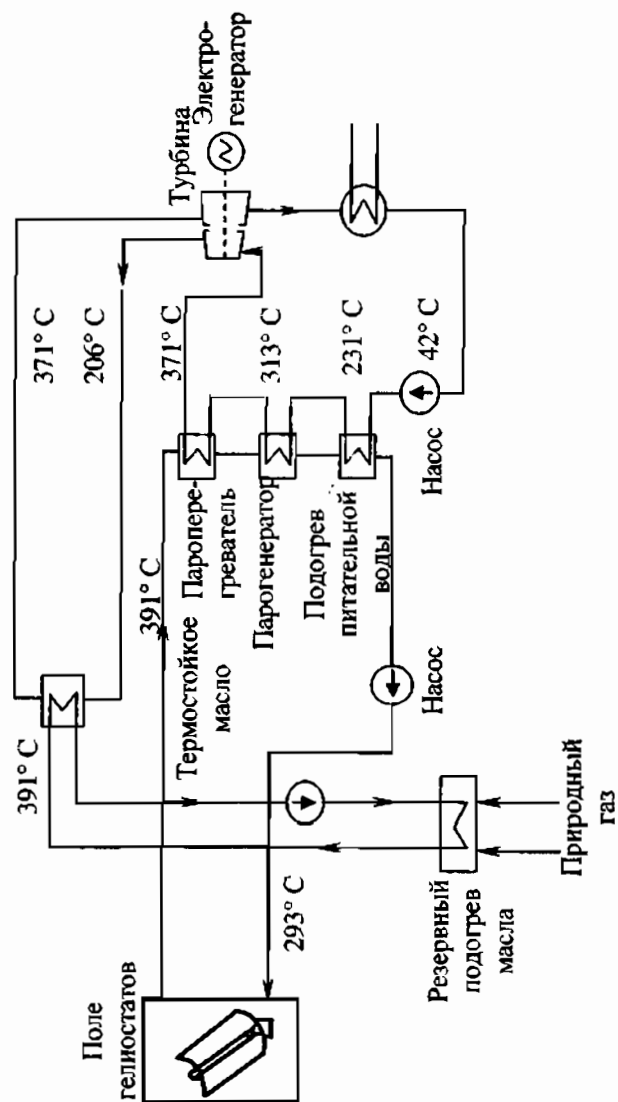 Поле
гелиостатов
391° C
371° C
206° C
Турбина
Электро-
генератор
Термостойкое
масло
391° C
Паропере-
греватель
371° C
Парогенератор
313° C
Подогрев
питательной
воды
231° C
42° C
Насос
Насос
293° C
Резервный
подогрев
масла
Природный
газ